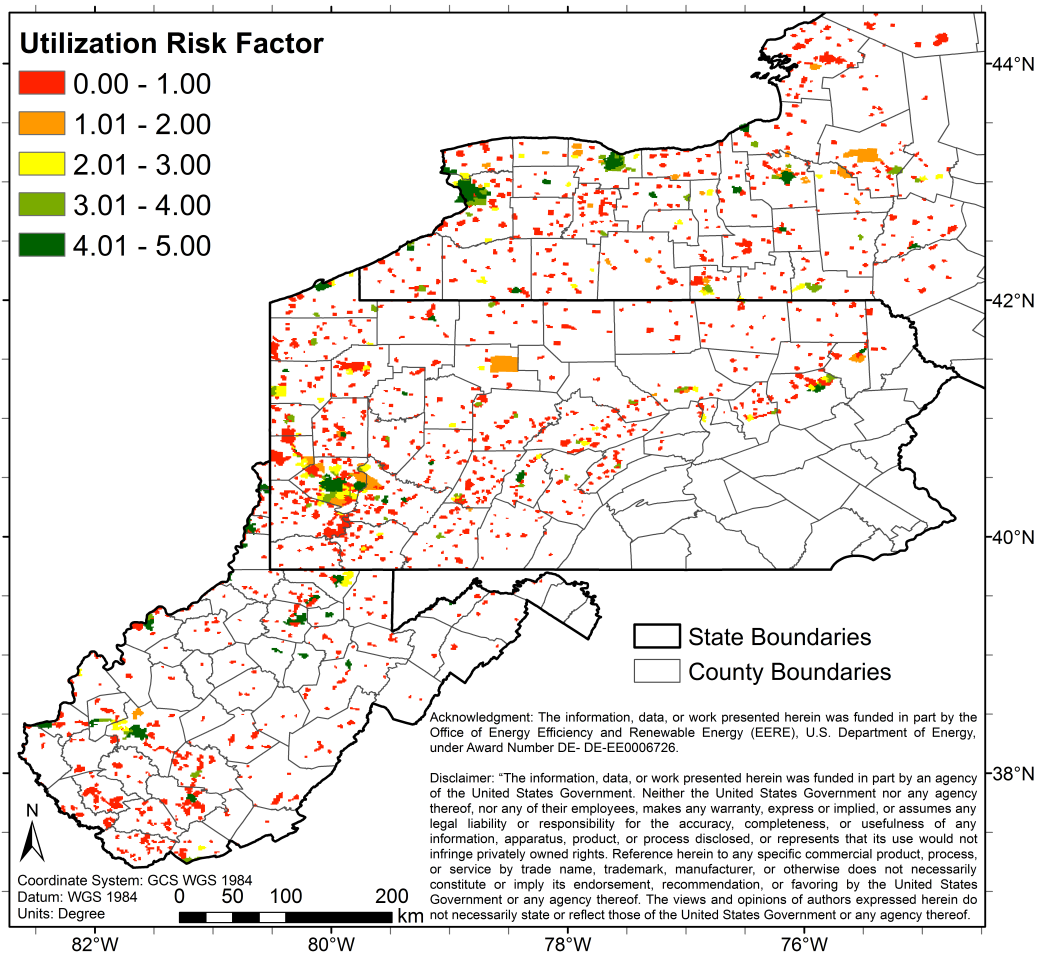 Utilization Risk Factor
0.00 - 1.00
1.01 - 2.00
2.01 - 3.00
3.01 - 4.00
4.01 - 5.00
44°N
42°N
40°N
State Boundaries
County Boundaries
Acknowledgment: The information, data, or work presented herein was funded in part by the
Office of Energy Efficiency and Renewable Energy (EERE), U.S. Department of Energy,
under Award Number DE- DE-EE0006726.
38°N
Disclaimer: “The information, data, or work presented herein was funded in part by an agency
of the United States Government. Neither the United States Government nor any agency
thereof, nor any of their employees, makes any warranty, express or implied, or assumes any
legal liability or responsibility for the accuracy, completeness, or usefulness of any
information, apparatus, product, or process disclosed, or represents that its use would not
infringe privately owned rights. Reference herein to any specific commercial product, process,
or service by trade name, trademark, manufacturer, or otherwise does not necessarily
constitute or imply its endorsement, recommendation, or favoring by the United States
Government or any agency thereof. The views and opinions of authors expressed herein do
not necessarily state or reflect those of the United States Government or any agency thereof.
N
Coordinate System: GCS WGS 1984
Datum: WGS 1984
Units: Degree
0 50 100 200
km
82°W 80°W 78°W 76°W